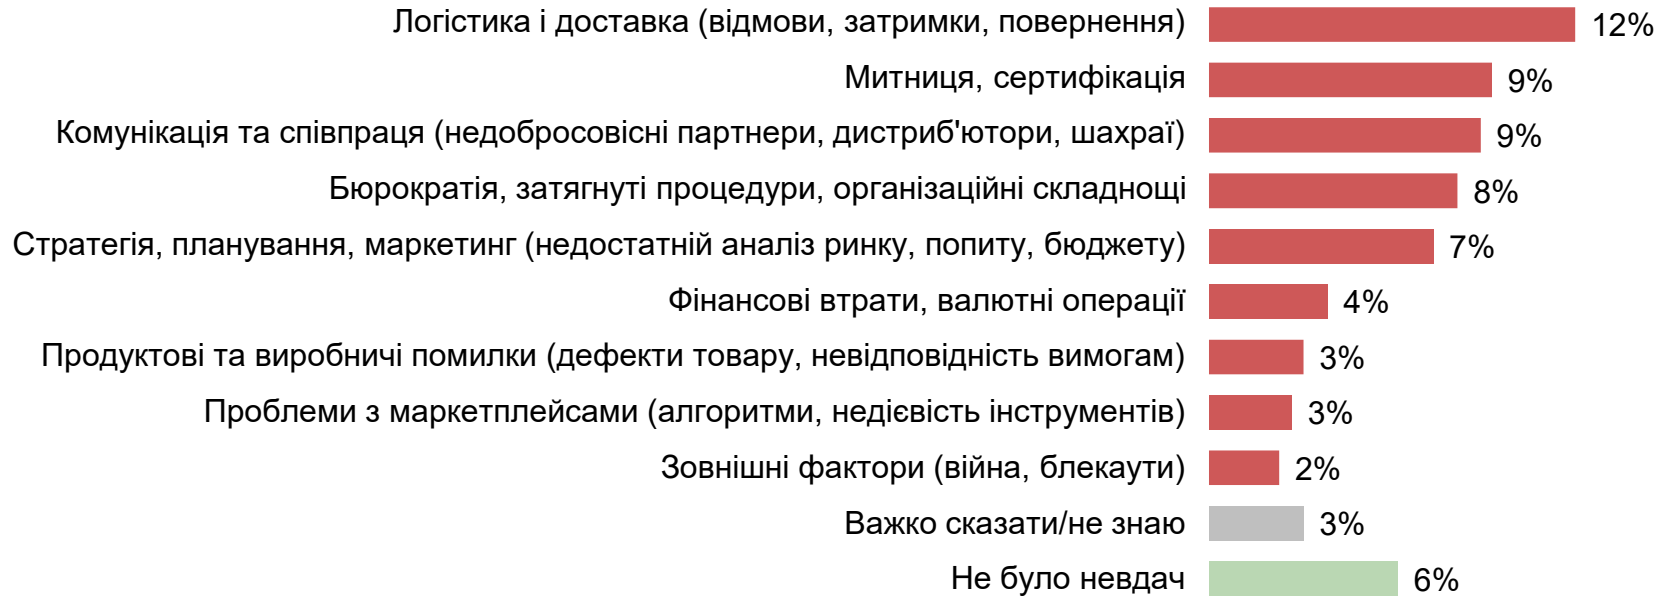 Логістика і доставка (відмови, затримки, повернення) 12%
Митниця, сертифікація 9%
Комунікація та співпраця (недобросовісні партнери, дистриб'ютори, шахраї) 9%
Бюрократія, затягнуті процедури, організаційні складнощі 8%
Стратегія, планування, маркетинг (недостатній аналіз ринку, попиту, бюджету) 7%
Фінансові втрати, валютні операції 4%
Продуктові та виробничі помилки (дефекти товару, невідповідність вимогам) 3%
Проблеми з маркетплейсами (алгоритми, недієвість інструментів) 3%
Зовнішні фактори (війна, блекаути) 2%
Важко сказати/не знаю 3%
Не було невдач 6%